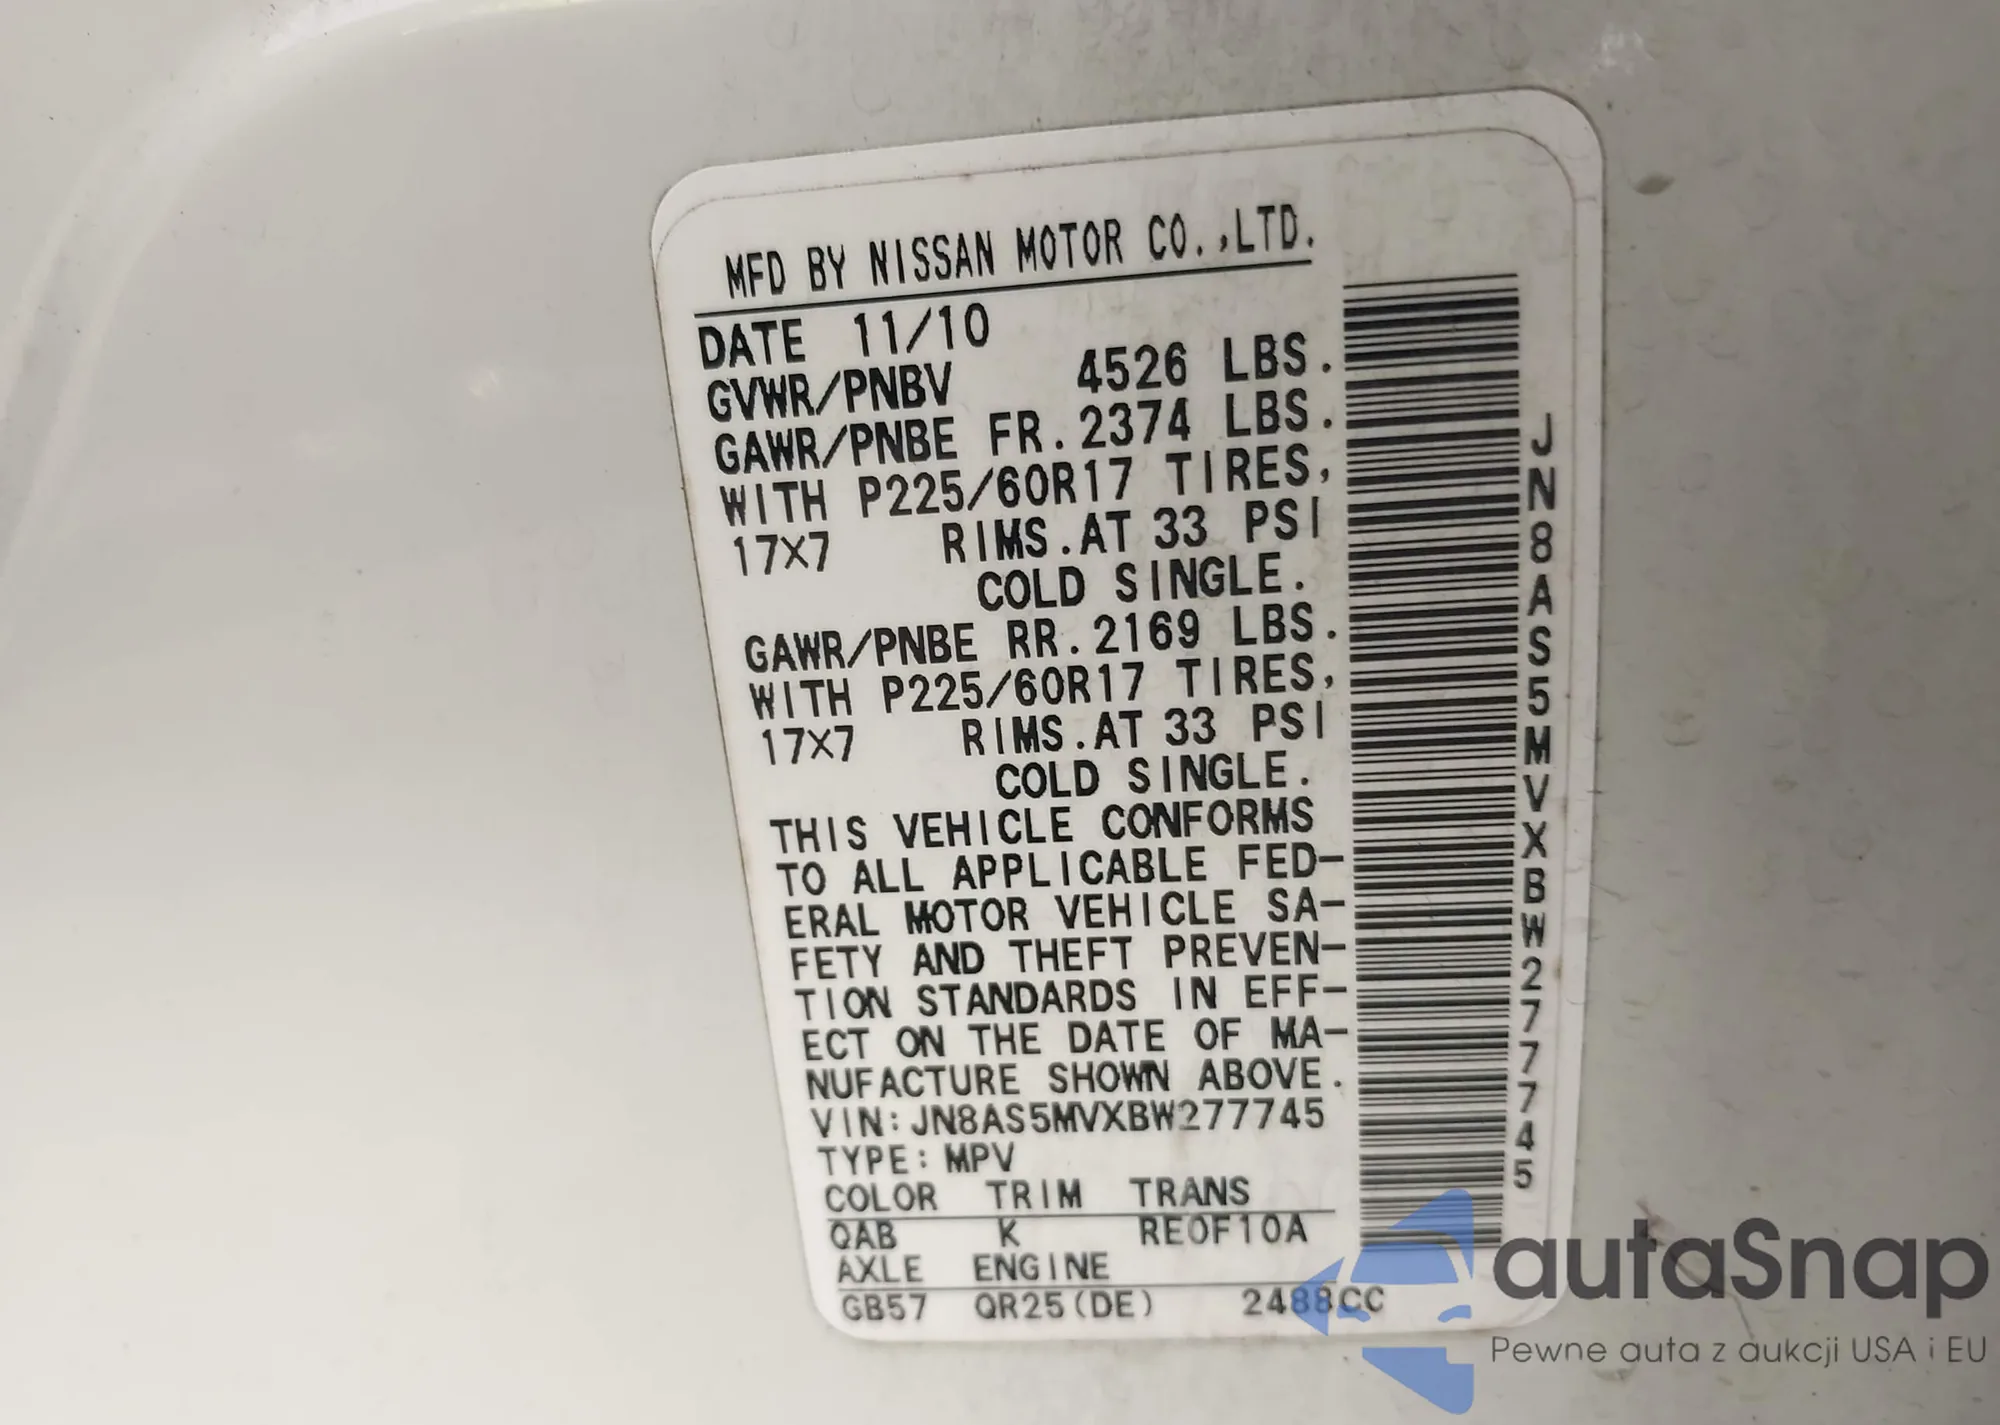 MFD BY NISSAN MOTOR CO.,LTD.
DATE 11/10
GVWR/PNBV 4526 LBS.
GAWR/PNBE FR.2374 LBS.
WITH P225/60R17 TIRES,
17X7 RIMS.AT 33 PSI
COLD SINGLE.
GAWR/PNBE RR.2169 LBS.
WITH P225/60R17 TIRES,
17X7 RIMS.AT 33 PSI
COLD SINGLE.
THIS VEHICLE CONFORMS
TO ALL APPLICABLE FED-
ERAL MOTOR VEHICLE SA-
FETY AND THEFT PREVEN-
TION STANDARDS IN EFF-
ECT ON THE DATE OF MA-
NUFACTURE SHOWN ABOVE.
VIN:JN8AS5MVXBW277745
TYPE:MPV
COLOR TRIM TRANS
QAB K RE0F10A
AXLE ENGINE
GB57 QR25(DE) 2488CC
JN8AS5MVXBW277745
autaSnap
Pewne auta z aukcji USA i EU